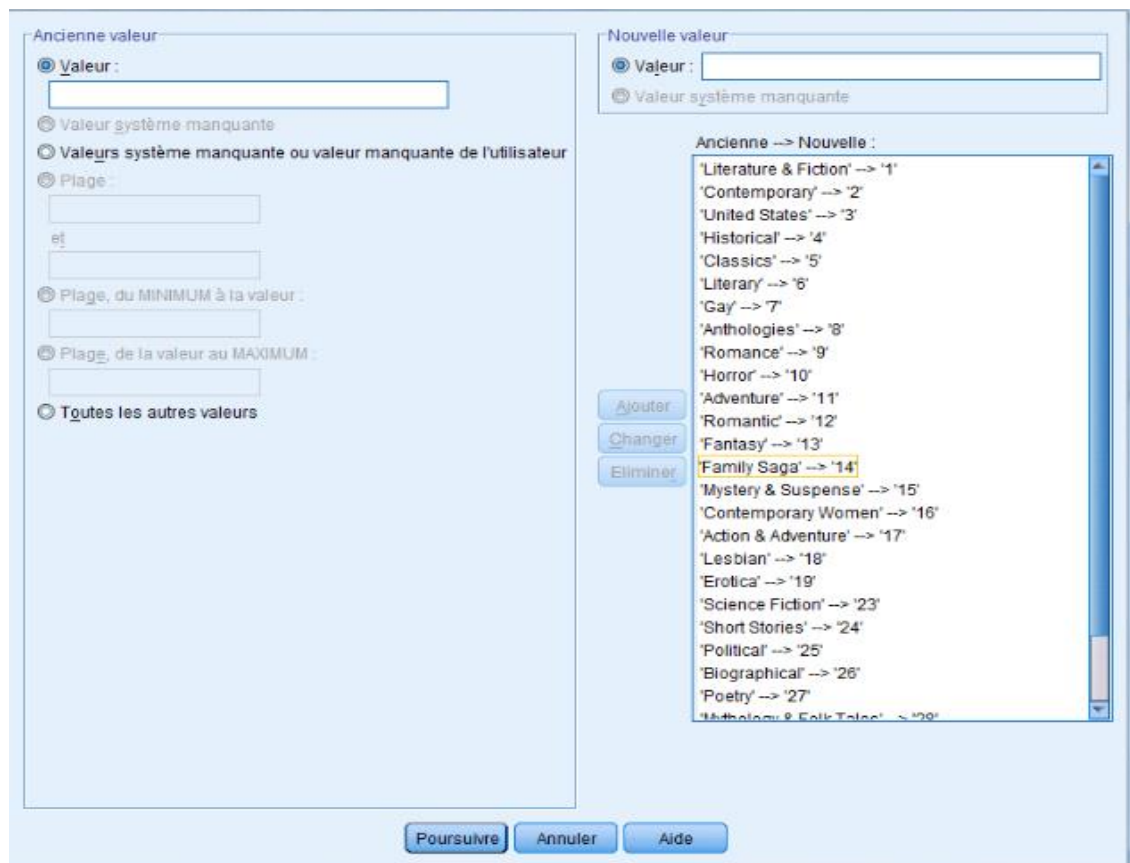 Ancienne valeur
Valeur :
Valeur système manquante
Valeurs système manquante ou valeur manquante de l'utilisateur
Plage :
et
Plage, du MINIMUM à la valeur :
Plage, de la valeur au MAXIMUM :
Toutes les autres valeurs
Nouvelle valeur
Valeur :
Valeur système manquante
Ancienne --> Nouvelle :
'Literature & Fiction' --> '1'
'Contemporary' --> '2'
'United States' --> '3'
'Historical' --> '4'
'Classics' --> '5'
'Literary' --> '6'
'Gay' --> '7'
'Anthologies' --> '8'
'Romance' --> '9'
'Horror' --> '10'
'Adventure' --> '11'
'Romantic' --> '12'
'Fantasy' --> '13'
'Family Saga' --> '14'
'Mystery & Suspense' --> '15'
'Contemporary Women' --> '16'
'Action & Adventure' --> '17'
'Lesbian' --> '18'
'Erotica' --> '19'
'Science Fiction' --> '23'
'Short Stories' --> '24'
'Political' --> '25'
'Biographical' --> '26'
'Poetry' --> '27'
'Mythology & Folk Tales' --> '28'
Ajouter
Changer
Eliminer
Poursuivre
Annuler
Aide